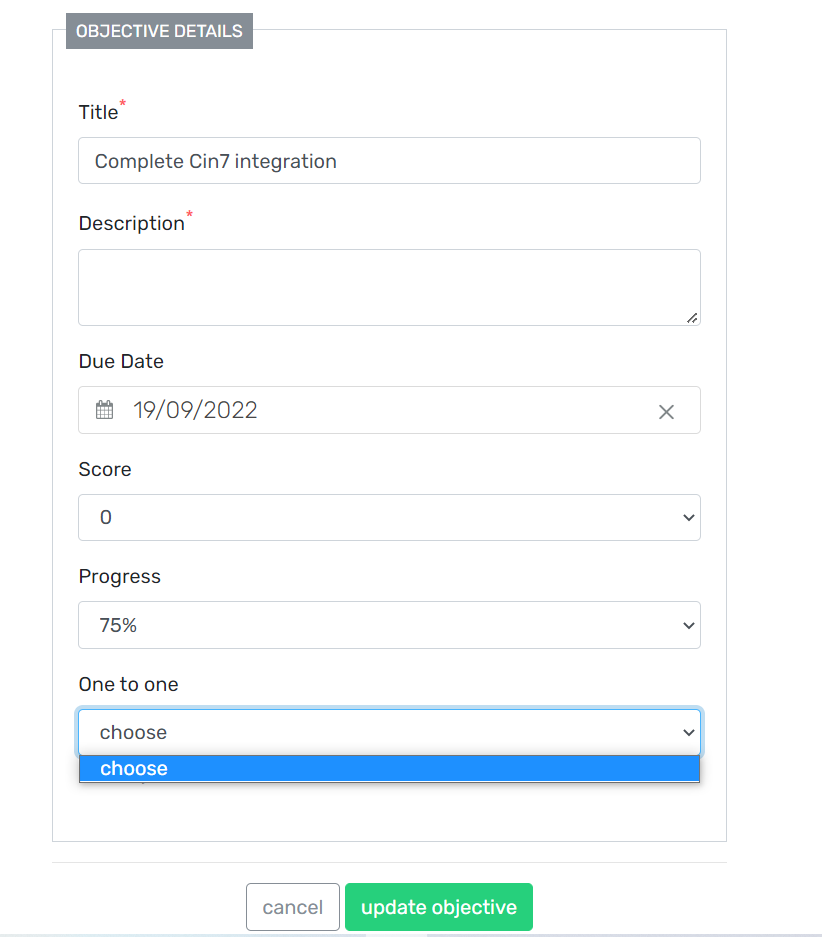 OBJECTIVE DETAILS
Title*
Complete Cin7 integration
Description*
Due Date
19/09/2022
Score
0
Progress
75%
One to one
choose
choose
cancel
update objective